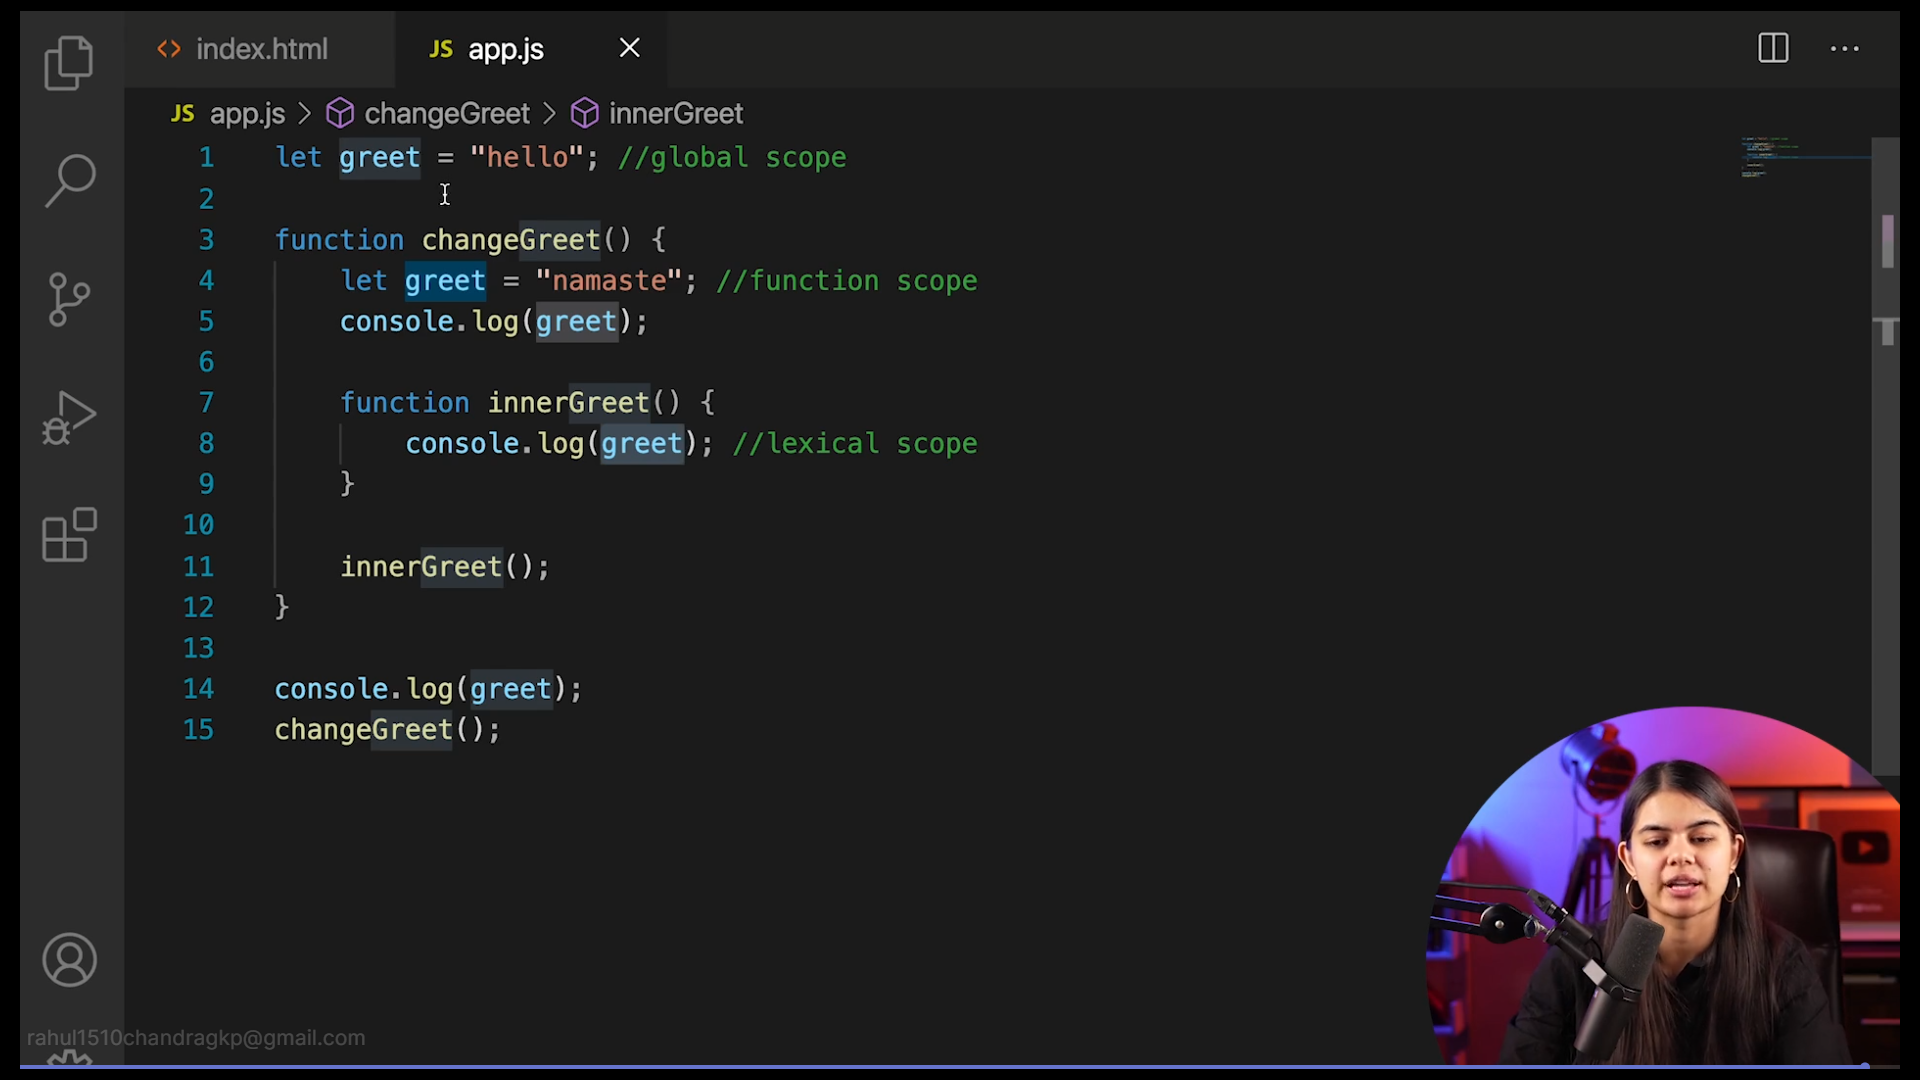 index.html
JS app.js
JS app.js > changeGreet > innerGreet
1 let greet = "hello"; //global scope
2
3 function changeGreet() {
4 let greet = "namaste"; //function scope
5 console.log(greet);
6
7 function innerGreet() {
8 console.log(greet); //lexical scope
9 }
10
11 innerGreet();
12 }
13
14 console.log(greet);
15 changeGreet();
rahul1510chandragkp@gmail.com